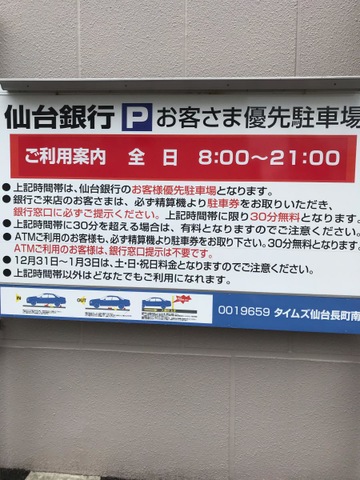 仙台銀行 P お客さま優先駐車場
ご利用案内 全 日 8:00〜21:00
●上記時間帯は、仙台銀行のお客様優先駐車場となります。
●銀行ご来店のお客さまは、必ず精算機より駐車券をお取りいただき、
銀行窓口に必ずご提示ください。上記時間帯に限り30分無料となります。
●上記時間帯に30分を超える場合は、有料となりますのでご注意ください。
●ATMご利用のお客様も、必ず精算機より駐車券をお取り下さい。30分無料となります。
ATMご利用のお客様は、銀行窓口提示は不要です。
●12月31日〜1月3日は、土・日・祝日料金となりますのでご注意ください。
●上記時間帯以外はどなたでもご利用になれます。
IN OUT
0019659 タイムズ仙台長町南